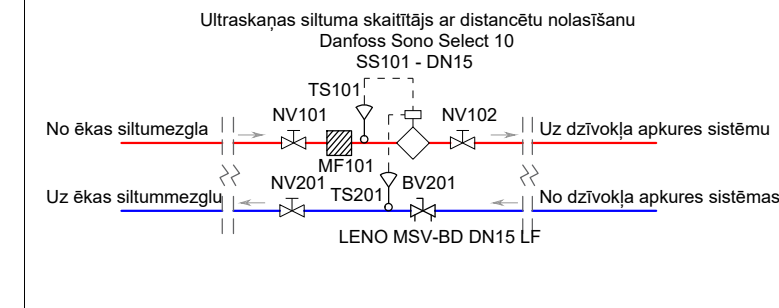 Ultraskaņas siltuma skaitītājs ar distancētu nolasīšanu
Danfoss Sono Select 10
SS101 - DN15
TS101
NV101
NV102
No ēkas siltumezgla
Uz dzīvokļa apkures sistēmu
MF101
NV201
TS201
BV201
Uz ēkas siltummezglu
No dzīvokļa apkures sistēmas
LENO MSV-BD DN15 LF